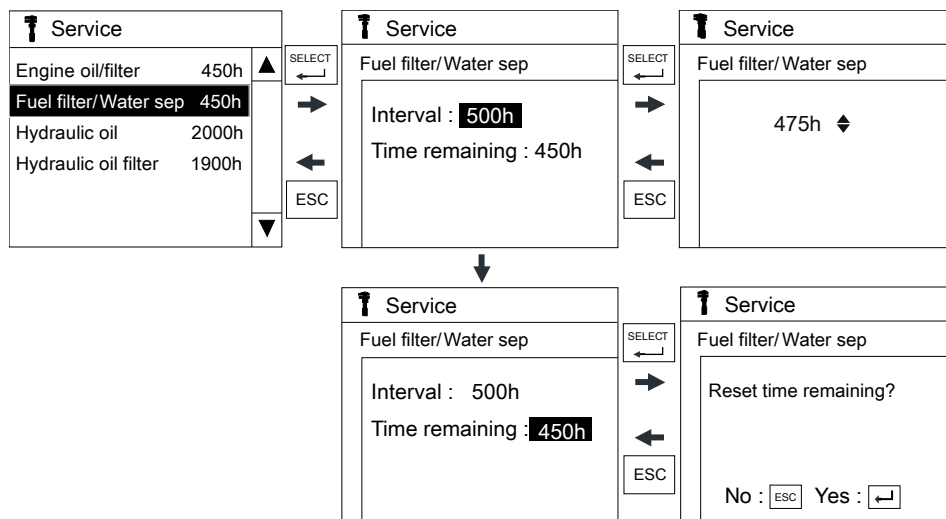 Service
Engine oil/filter 450h
Fuel filter/Water sep 450h
Hydraulic oil 2000h
Hydraulic oil filter 1900h
SELECT
ESC
Service
Fuel filter/Water sep
Interval : 500h
Time remaining : 450h
SELECT
ESC
Service
Fuel filter/Water sep
475h
Service
Fuel filter/Water sep
Interval : 500h
Time remaining : 450h
SELECT
ESC
Service
Fuel filter/Water sep
Reset time remaining?
No : ESC Yes :